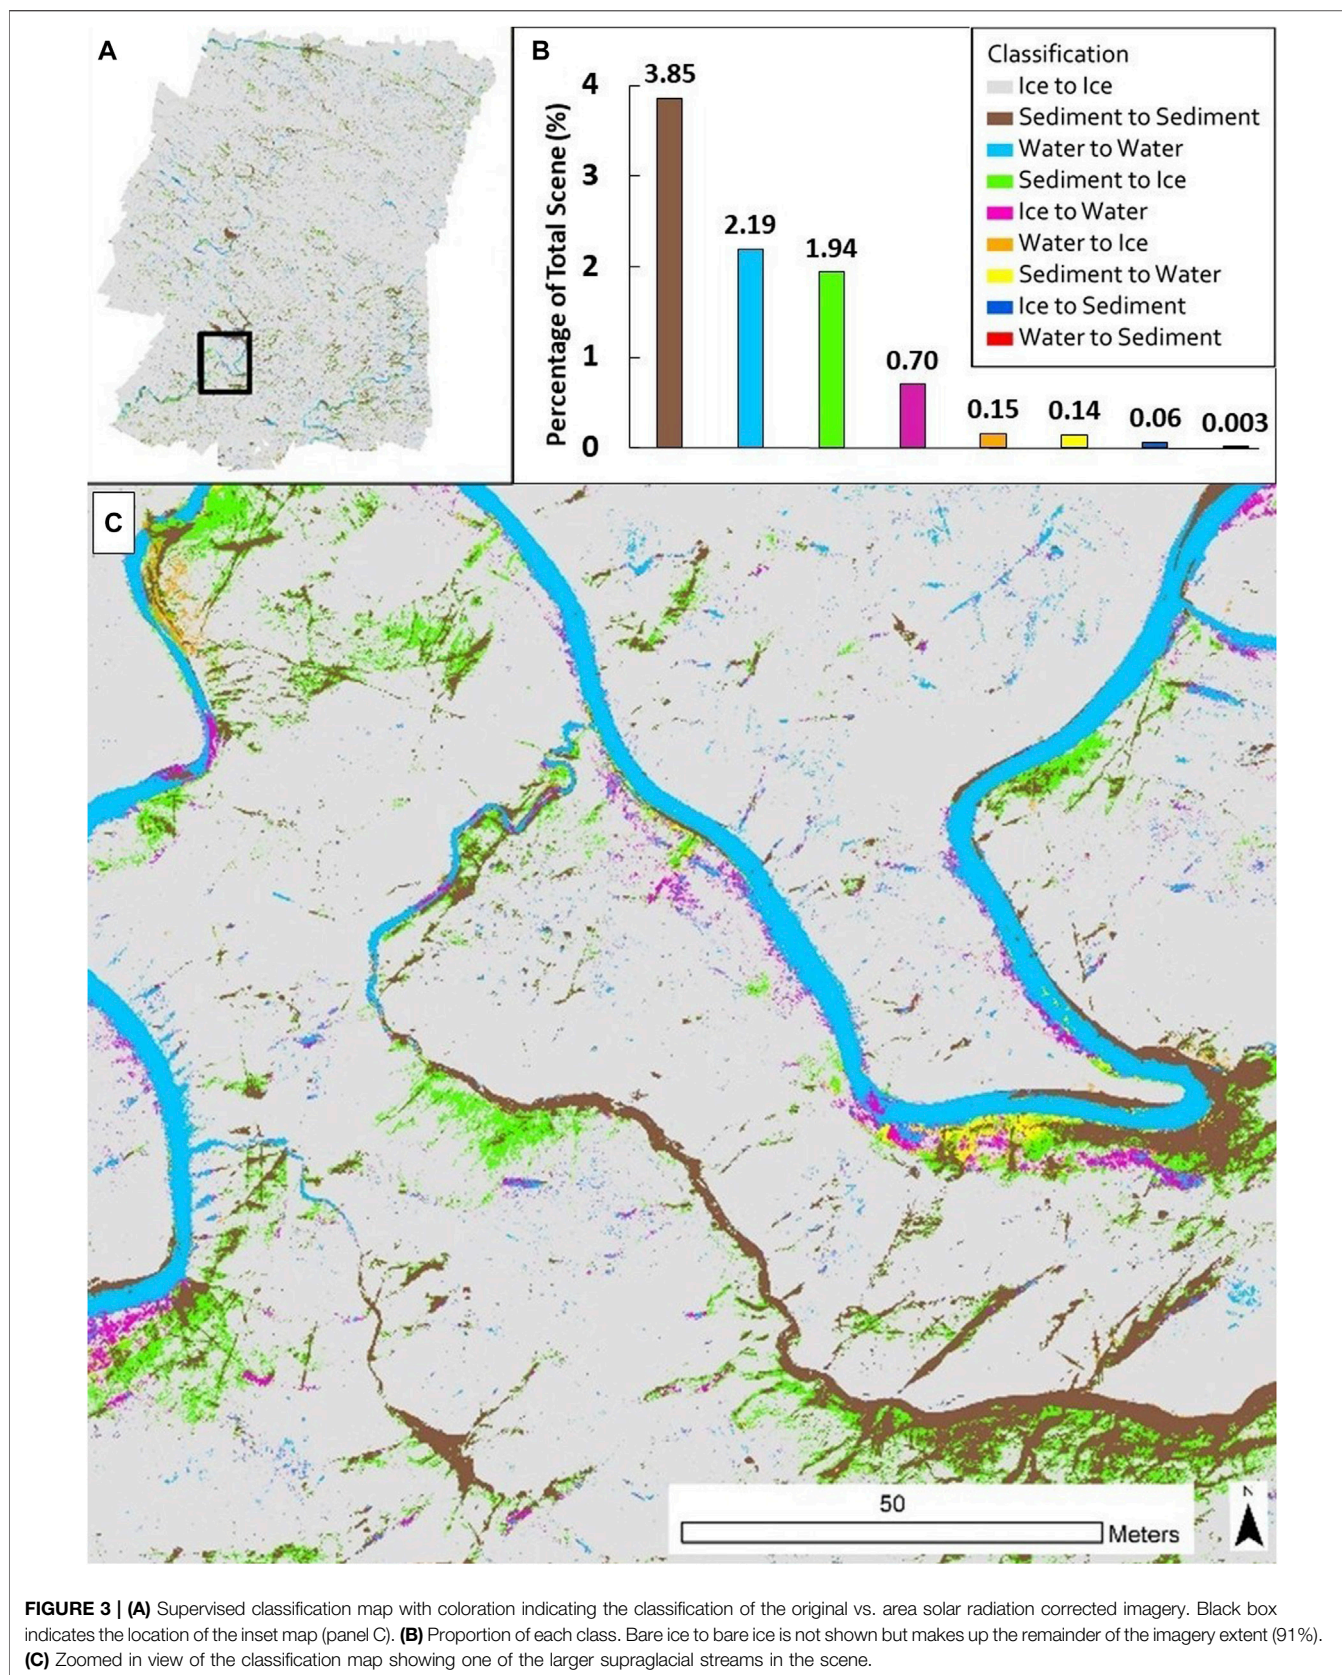 A
B
4
3
2
1
0
Percentage of Total Scene (%)
3.85
2.19
1.94
0.70
0.15
0.14
0.06
0.003
Classification
Ice to Ice
Sediment to Sediment
Water to Water
Sediment to Ice
Ice to Water
Water to Ice
Sediment to Water
Ice to Sediment
Water to Sediment
C
50
Meters
N
FIGURE 3 | (A) Supervised classification map with coloration indicating the classification of the original vs. area solar radiation corrected imagery. Black box
indicates the location of the inset map (panel C). (B) Proportion of each class. Bare ice to bare ice is not shown but makes up the remainder of the imagery extent (91%).
(C) Zoomed in view of the classification map showing one of the larger supraglacial streams in the scene.